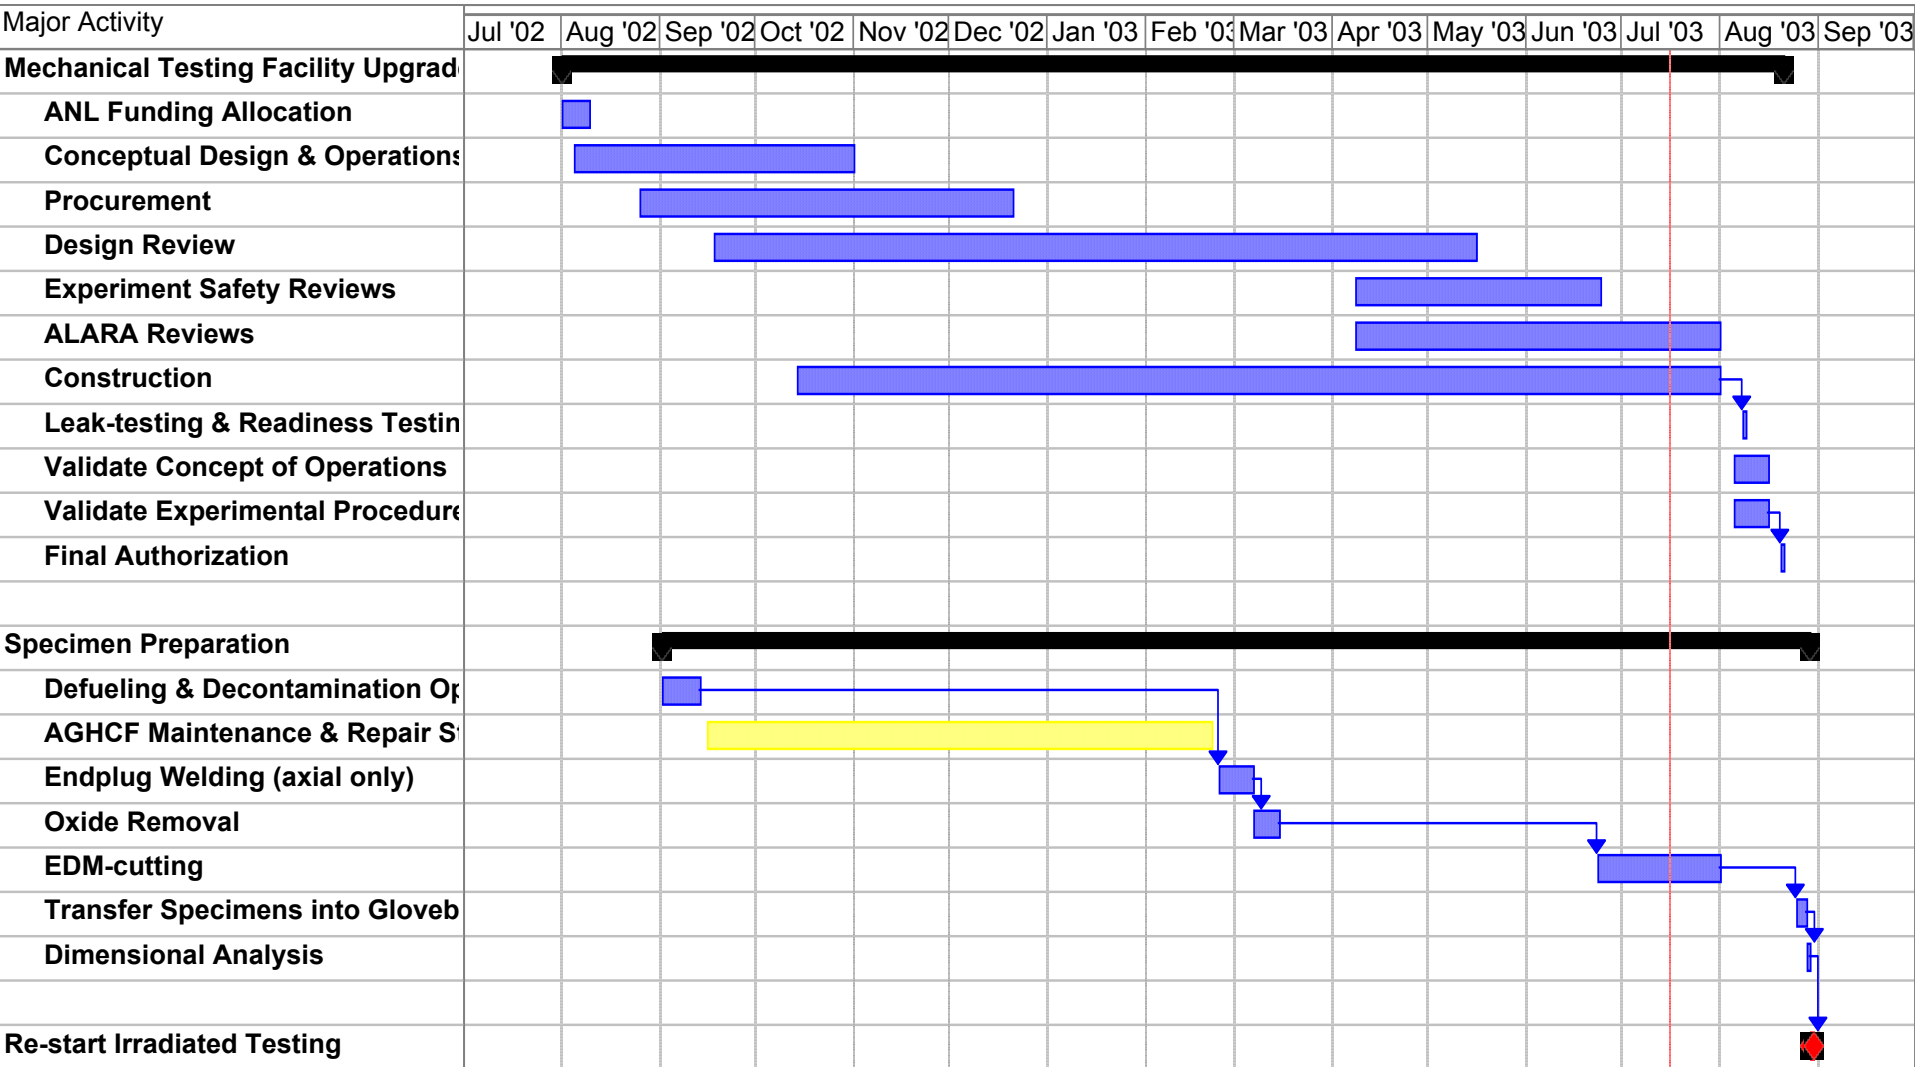 Major Activity
Jul '02 Aug '02 Sep '02 Oct '02 Nov '02 Dec '02 Jan '03 Feb '03 Mar '03 Apr '03 May '03 Jun '03 Jul '03 Aug '03 Sep '03
Mechanical Testing Facility Upgrad
ANL Funding Allocation
Conceptual Design & Operations
Procurement
Design Review
Experiment Safety Reviews
ALARA Reviews
Construction
Leak-testing & Readiness Testin
Validate Concept of Operations
Validate Experimental Procedure
Final Authorization
Specimen Preparation
Defueling & Decontamination Op
AGHCF Maintenance & Repair St
Endplug Welding (axial only)
Oxide Removal
EDM-cutting
Transfer Specimens into Gloveb
Dimensional Analysis
Re-start Irradiated Testing